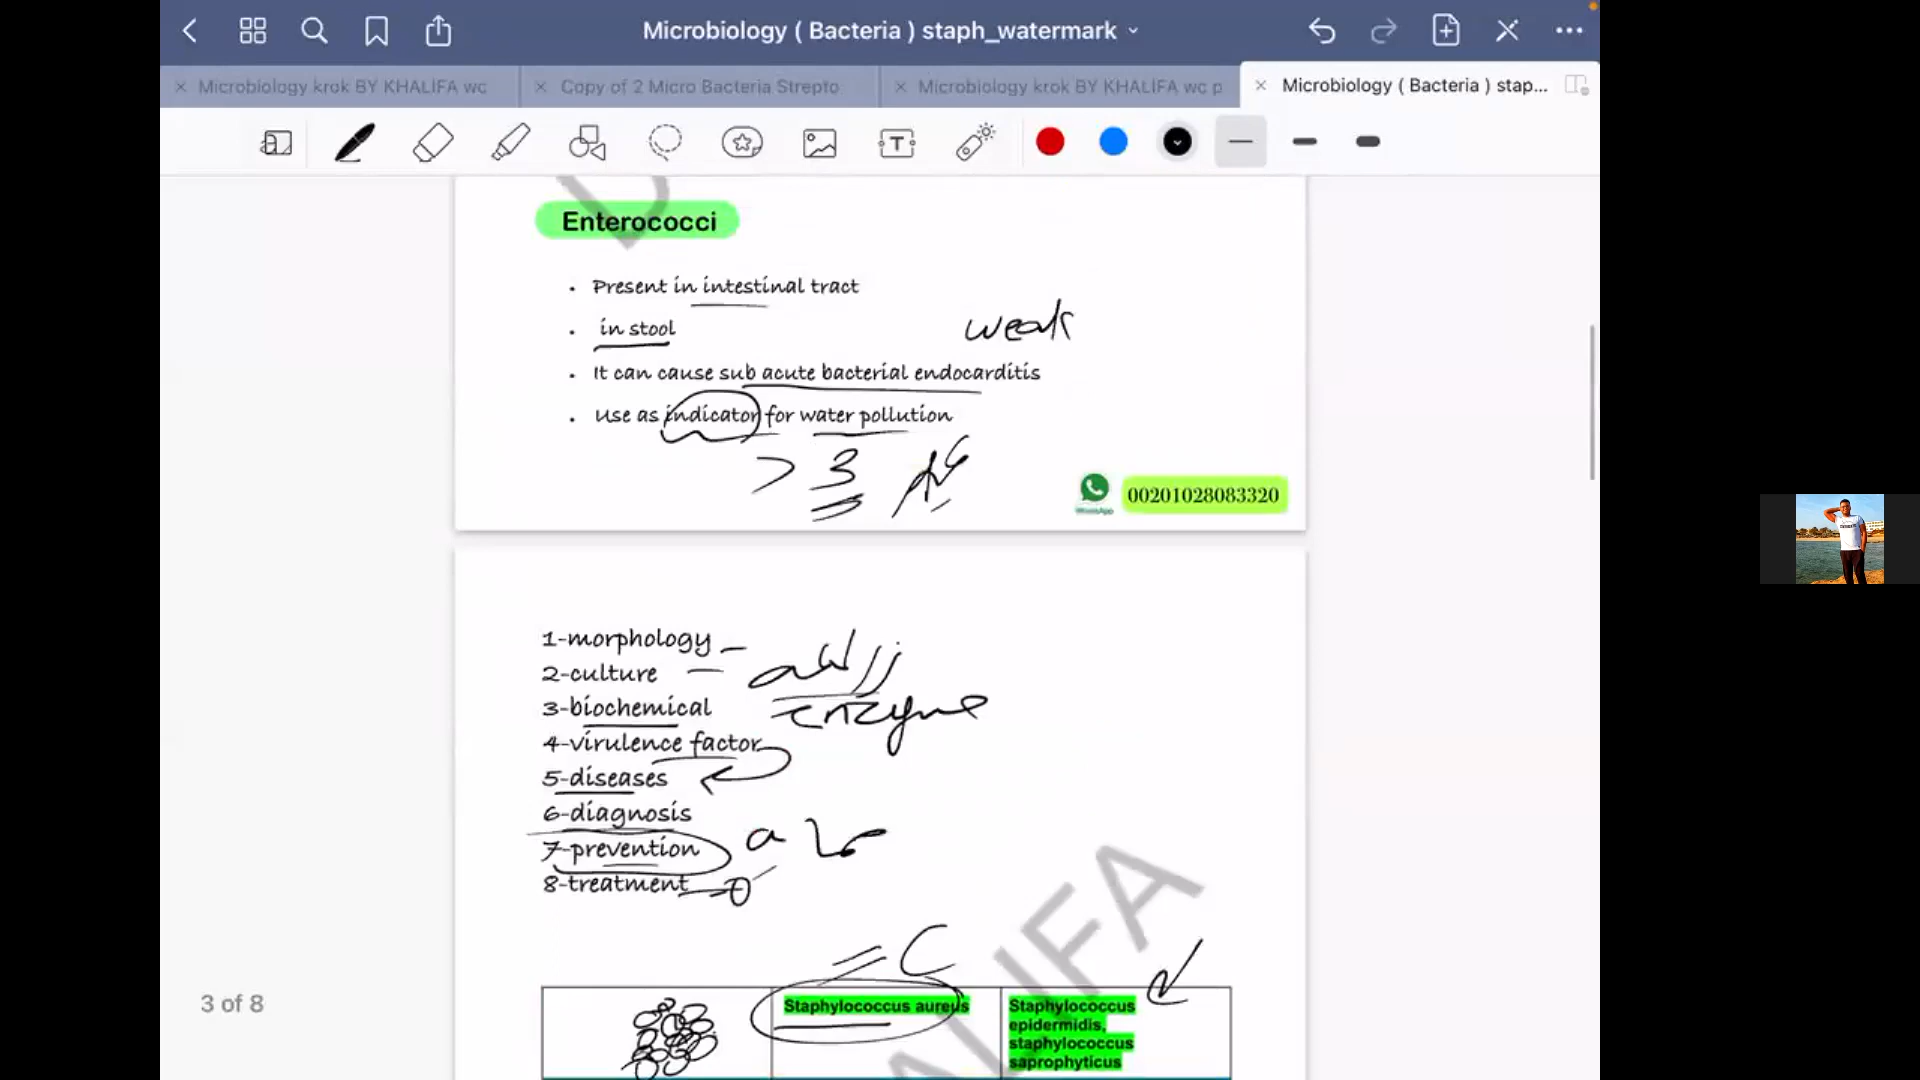 Microbiology ( Bacteria ) staph_watermark
Microbiology krok BY KHALIFA wc
Copy of 2 Micro Bacteria Strepto
Microbiology krok BY KHALIFA wc p
Microbiology ( Bacteria ) stap...
Enterococci
• Present in intestinal tract
• in stool
weak
• It can cause sub acute bacterial endocarditis
• Use as indicator for water pollution
> 3
WhatsApp
00201028083320
1-morphology
2-culture
3-biochemical
enzyme
4-virulence factor
5-diseases
6-diagnosis
7-prevention
8-treatment
3 of 8
= C
Staphylococcus aureus
Staphylococcus
epidermidis,
staphylococcus
saprophyticus